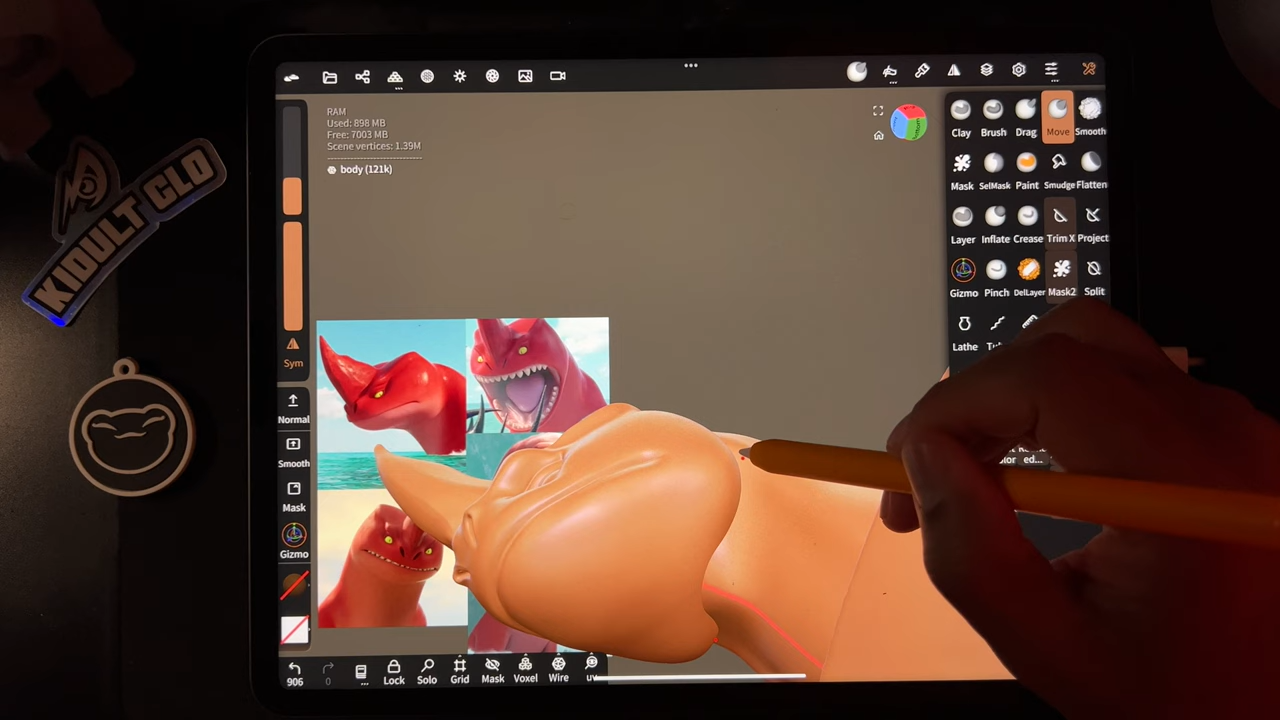 KIDULT CLO
RAM
Used: 898 MB
Free: 7003 MB
Scene vertices: 1.39M
body (121k)
Sym
Normal
Smooth
Mask
Gizmo
906
0
Lock
Solo
Grid
Mask
Voxel
Wire
uv
Clay
Brush
Drag
Move
Smooth
Mask
SelMask
Paint
Smudge
Flatten
Layer
Inflate
Crease
Trim X
Project
Gizmo
Pinch
DelLayer
Mask2
Split
Lathe
ed...